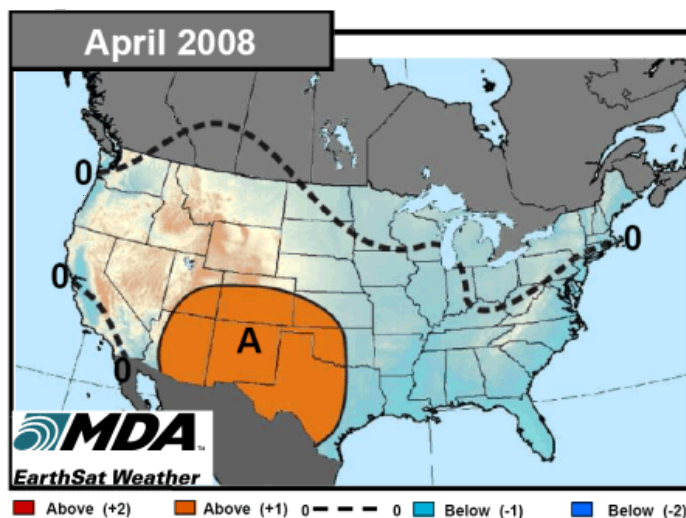 April 2008
0
0
0
0
A
MDA
EarthSat Weather
Above (+2) Above (+1) 0 0 Below (-1) Below (-2)